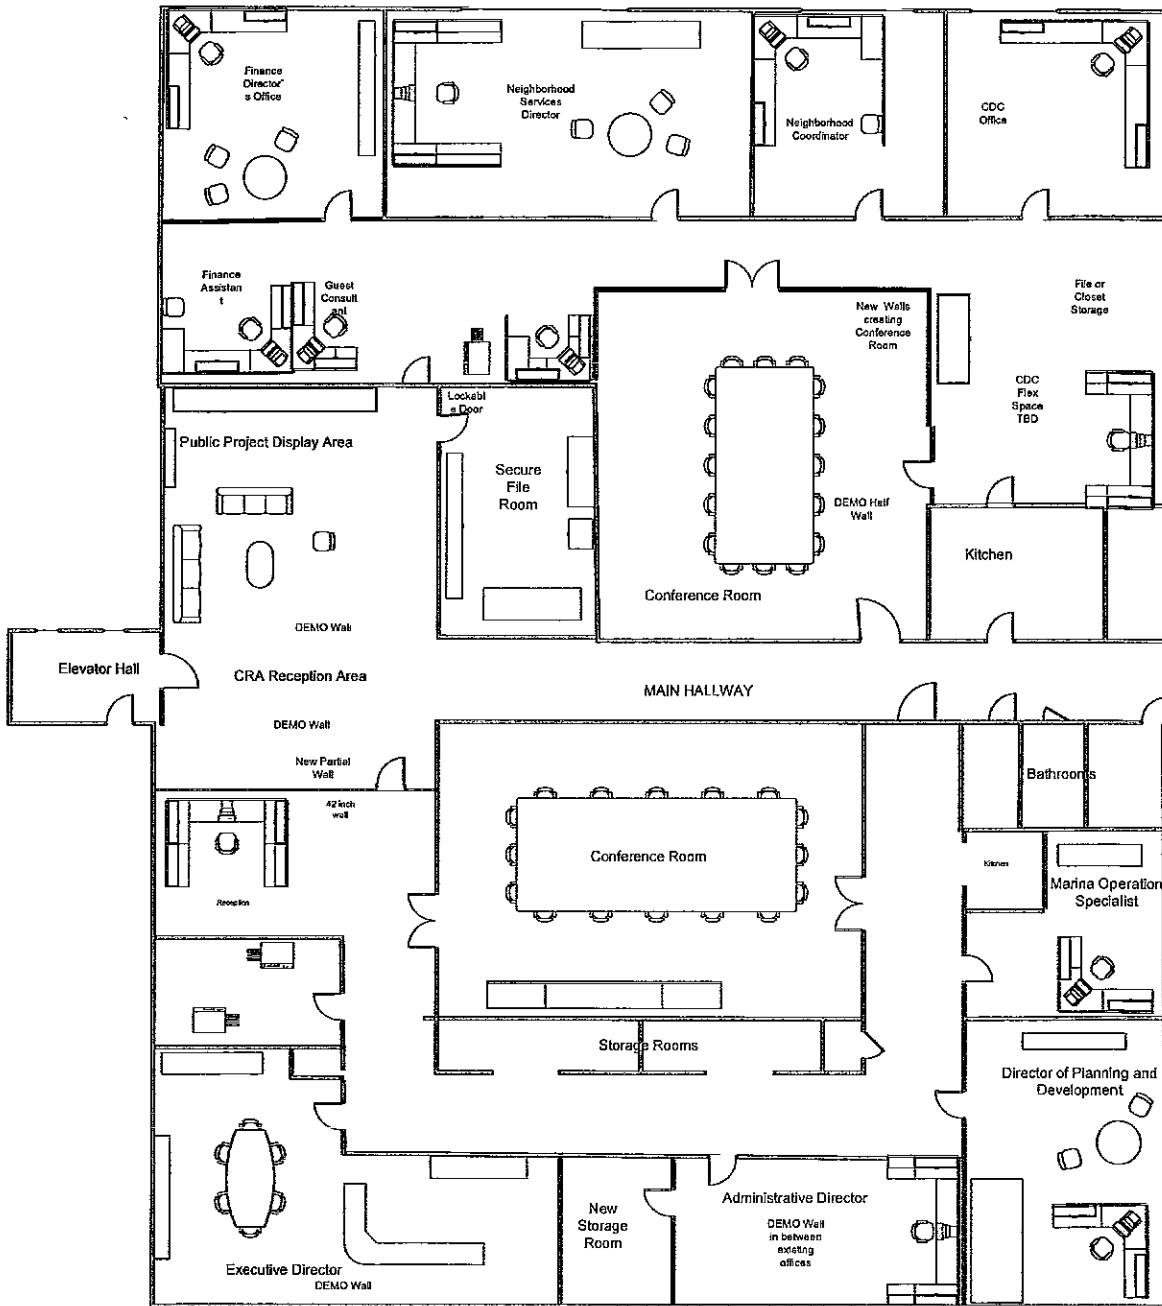 Finance
Director"
s Office
Neighborhood
Services
Director
Neighborhood
Coordinator
CDC
Office
Finance
Assistan
t
Guest
Consult
ant
New Walls
creating
Conference
Room
File or
Closet
Storage
CDC
Flex
Space
TBD
Lockabl
e Door
Public Project Display Area
Secure
File
Room
DEMO Half
Wall
Kitchen
Conference Room
DEMO Wall
Elevator Hall
CRA Reception Area
MAIN HALLWAY
DEMO Wall
New Partial
Wall
42 inch
wall
Bathrooms
Conference Room
Kitchen
Marina Operation
Specialist
Reception
Storage Rooms
Director of Planning and
Development
Administrative Director
New
Storage
Room
DEMO Wall
in between
existing
offices
Executive Director
DEMO Wall